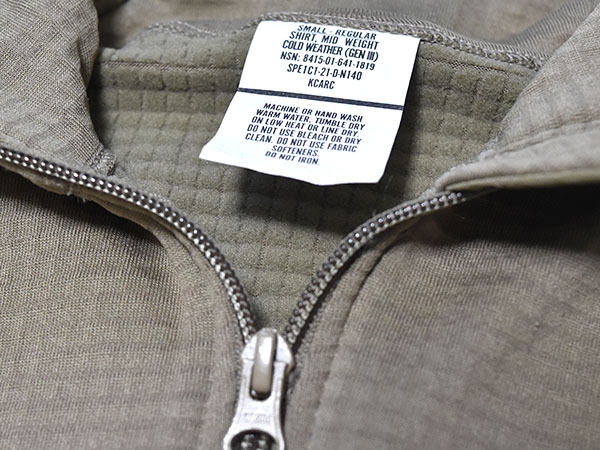 SMALL - REGULAR
SHIRT, MID WEIGHT
COLD WEATHER (GEN III)
NSN: 8415-01-641-1819
SPE1C1-21-D-N140
KCARC
MACHINE OR HAND WASH
WARM WATER, TUMBLE DRY
ON LOW HEAT OR LINE DRY.
DO NOT USE BLEACH OR DRY
CLEAN. DO NOT USE FABRIC
SOFTENERS.
DO NOT IRON.